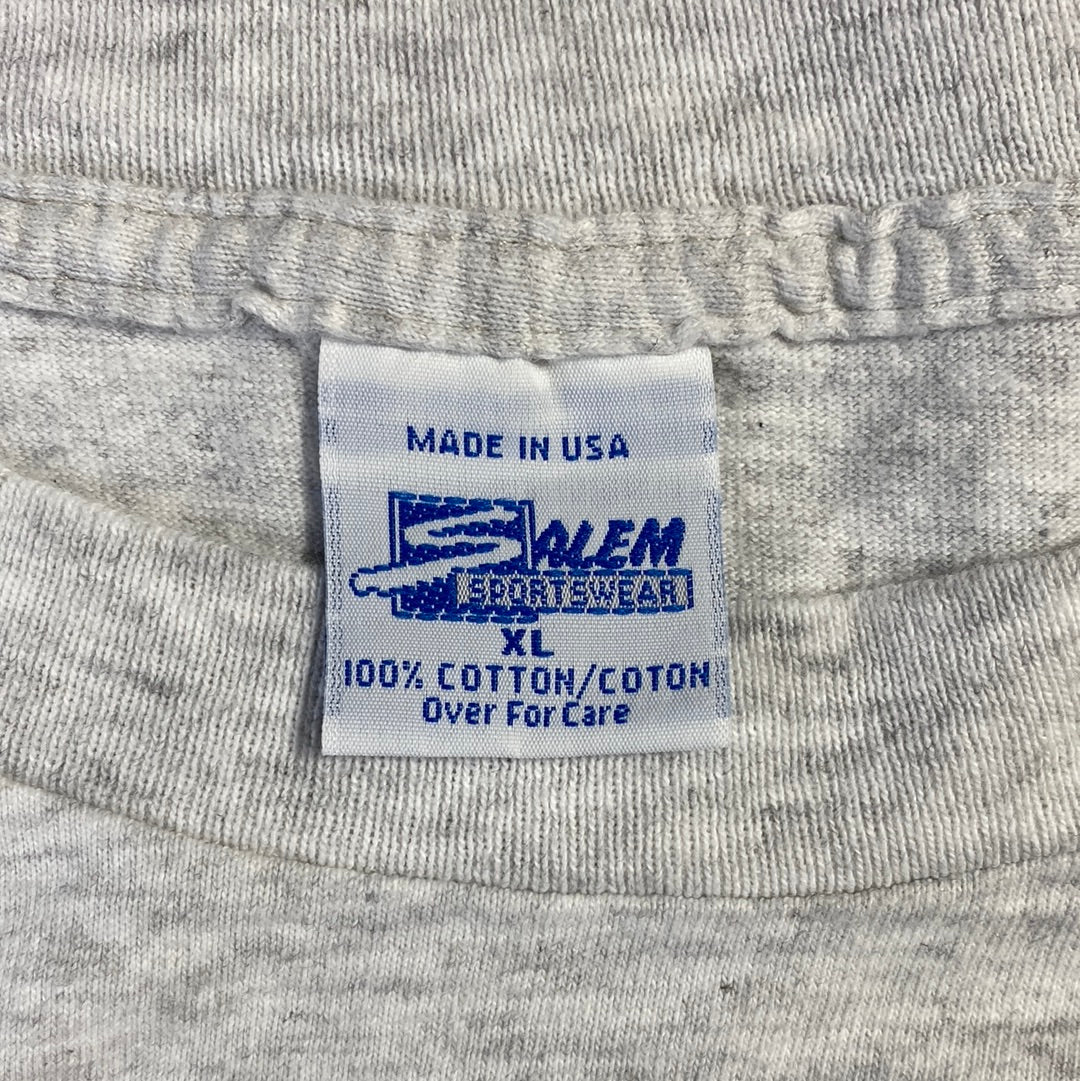 MADE IN USA
SALEM
SPORTSWEAR
XL
100% COTTON/COTON
Over For Care